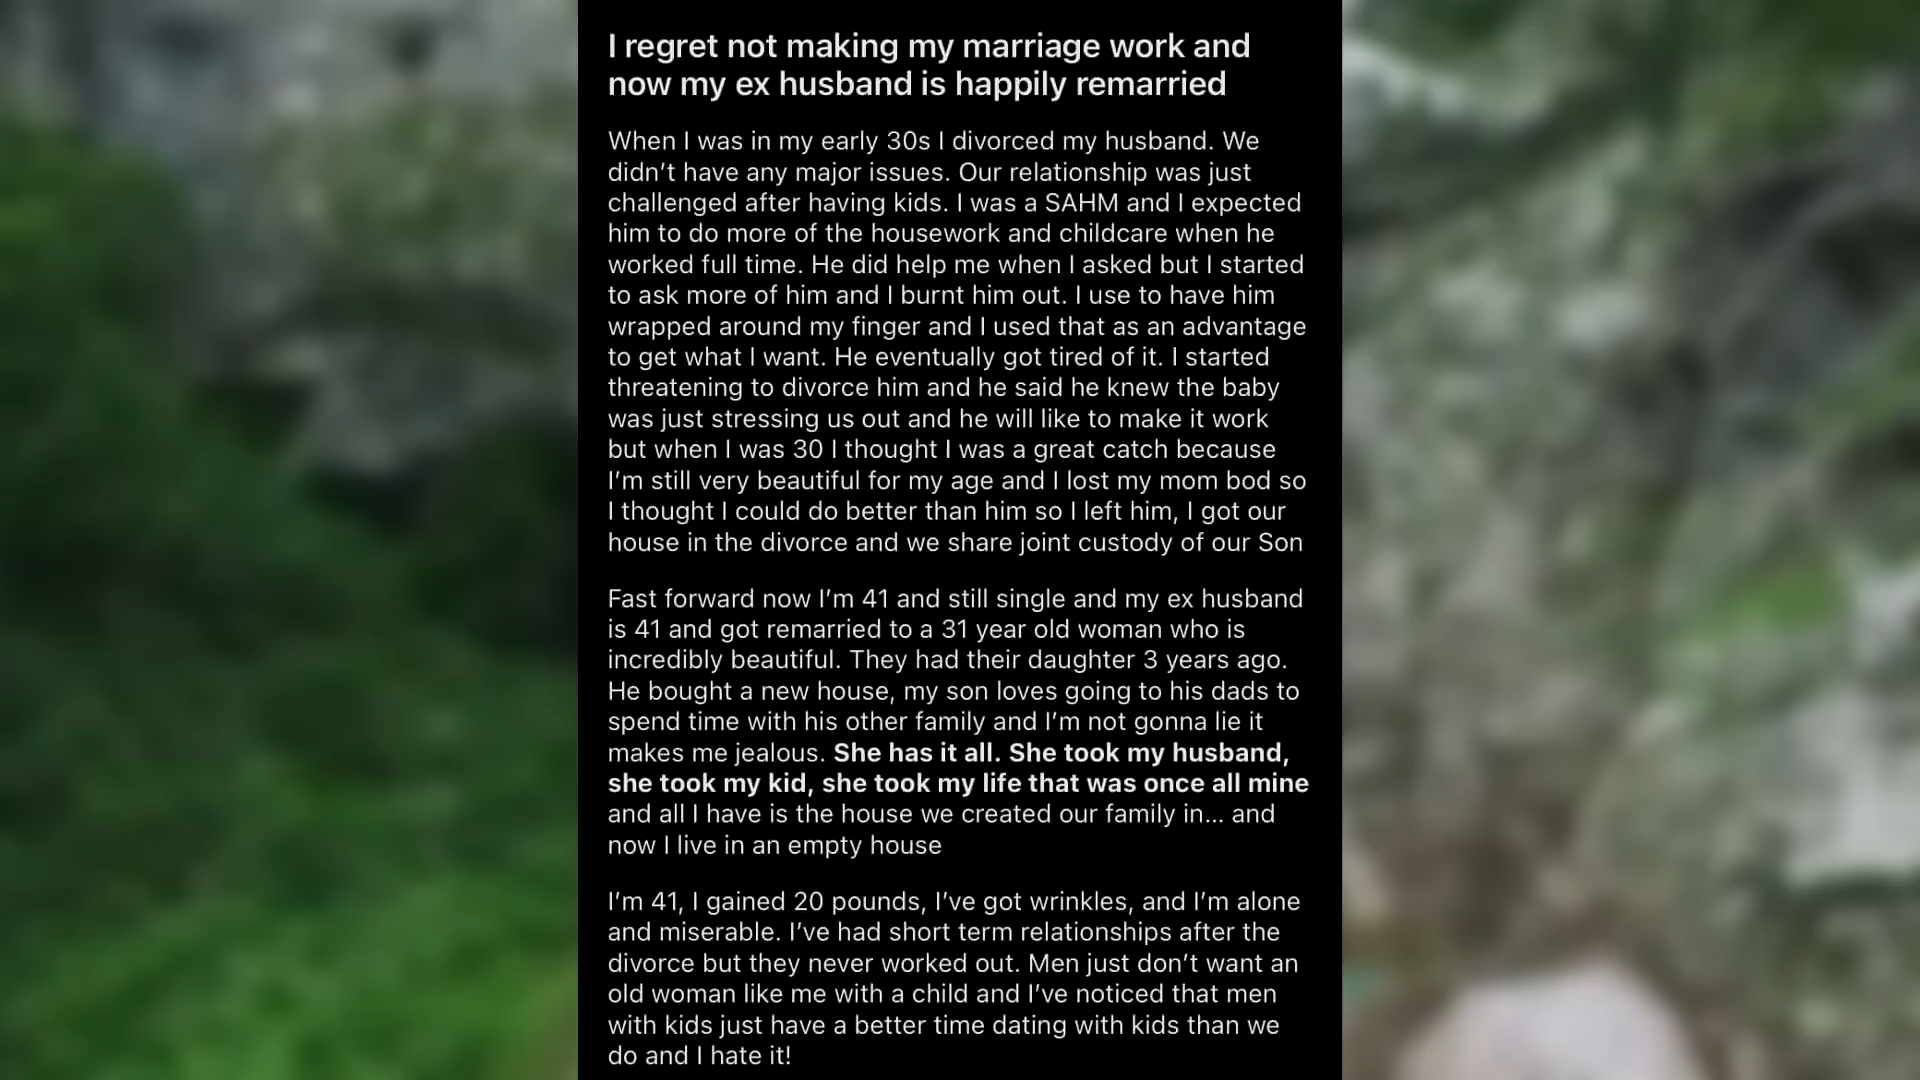 I regret not making my marriage work and
now my ex husband is happily remarried
When I was in my early 30s I divorced my husband. We
didn’t have any major issues. Our relationship was just
challenged after having kids. I was a SAHM and I expected
him to do more of the housework and childcare when he
worked full time. He did help me when I asked but I started
to ask more of him and I burnt him out. I use to have him
wrapped around my finger and I used that as an advantage
to get what I want. He eventually got tired of it. I started
threatening to divorce him and he said he knew the baby
was just stressing us out and he will like to make it work
but when I was 30 I thought I was a great catch because
I’m still very beautiful for my age and I lost my mom bod so
I thought I could do better than him so I left him, I got our
house in the divorce and we share joint custody of our Son
Fast forward now I’m 41 and still single and my ex husband
is 41 and got remarried to a 31 year old woman who is
incredibly beautiful. They had their daughter 3 years ago.
He bought a new house, my son loves going to his dads to
spend time with his other family and I’m not gonna lie it
makes me jealous. She has it all. She took my husband,
she took my kid, she took my life that was once all mine
and all I have is the house we created our family in... and
now I live in an empty house
I’m 41, I gained 20 pounds, I’ve got wrinkles, and I’m alone
and miserable. I’ve had short term relationships after the
divorce but they never worked out. Men just don’t want an
old woman like me with a child and I’ve noticed that men
with kids just have a better time dating with kids than we
do and I hate it!